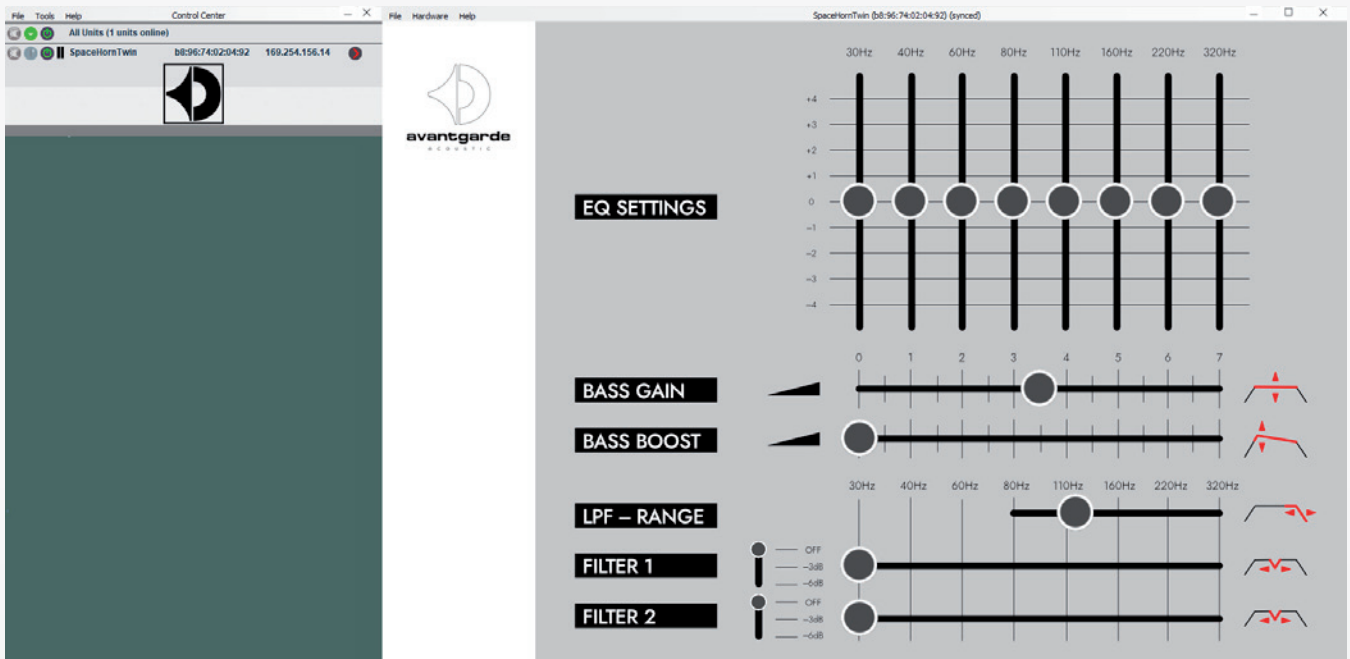 File Tools Help Control Center
All Units (1 units online)
SpaceHornTwin b8:96:74:02:04:92 169.254.156.14
File Hardware Help SpaceHornTwin (b8:96:74:02:04:92) (synced)
avantgarde
ACOUSTIC
30Hz 40Hz 60Hz 80Hz 110Hz 160Hz 220Hz 320Hz
+4
+3
+2
+1
EQ SETTINGS 0
−1
−2
−3
−4
0 1 2 3 4 5 6 7
BASS GAIN
BASS BOOST
30Hz 40Hz 60Hz 80Hz 110Hz 160Hz 220Hz 320Hz
LPF – RANGE
OFF
FILTER 1 −3dB
−6dB
OFF
FILTER 2 −3dB
−6dB